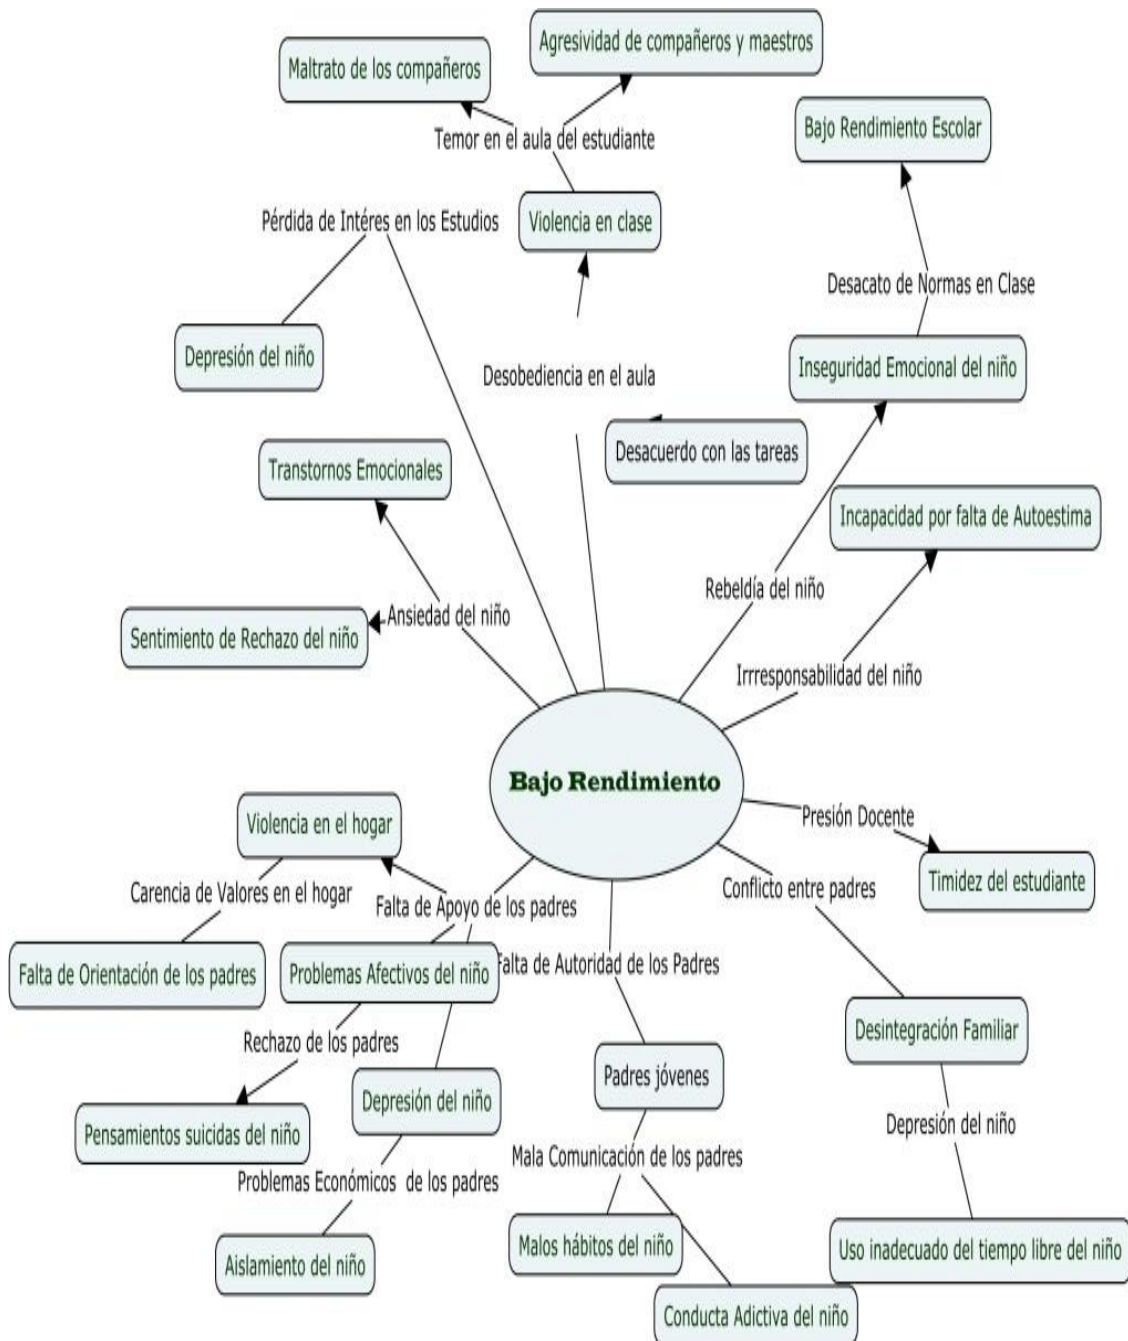 Agresividad de compañeros y maestros
Maltrato de los compañeros
Bajo Rendimiento Escolar
Temor en el aula del estudiante
Pérdida de Intéres en los Estudios
Violencia en clase
Desacato de Normas en Clase
Depresión del niño
Inseguridad Emocional del niño
Desobediencia en el aula
Desacuerdo con las tareas
Transtornos Emocionales
Incapacidad por falta de Autoestima
Rebeldía del niño
Ansiedad del niño
Sentimiento de Rechazo del niño
Irrresponsabilidad del niño
Bajo Rendimiento
Presión Docente
Violencia en el hogar
Timidez del estudiante
Conflicto entre padres
Carencia de Valores en el hogar
Falta de Apoyo de los padres
Falta de Orientación de los padres
Problemas Afectivos del niño
Falta de Autoridad de los Padres
Desintegración Familiar
Rechazo de los padres
Padres jóvenes
Depresión del niño
Pensamientos suicidas del niño
Depresión del niño
Mala Comunicación de los padres
Problemas Económicos de los padres
Malos hábitos del niño
Uso inadecuado del tiempo libre del niño
Aislamiento del niño
Conducta Adictiva del niño